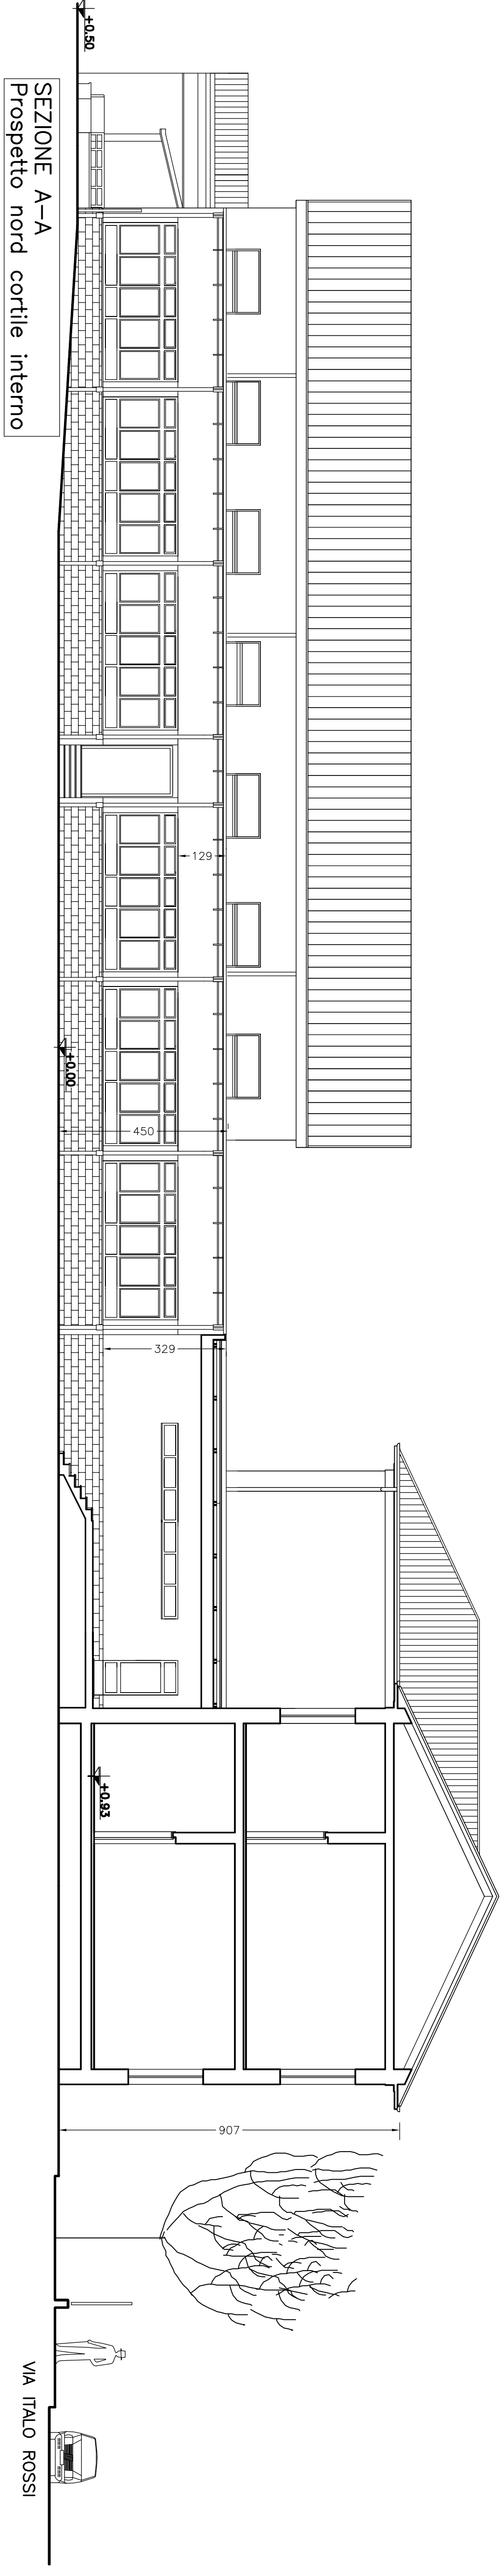 +0.50
129
+0.00
450
329
+0.93
907
VIA ITALO ROSSI
SEZIONE A–A
Prospetto nord cortile interno